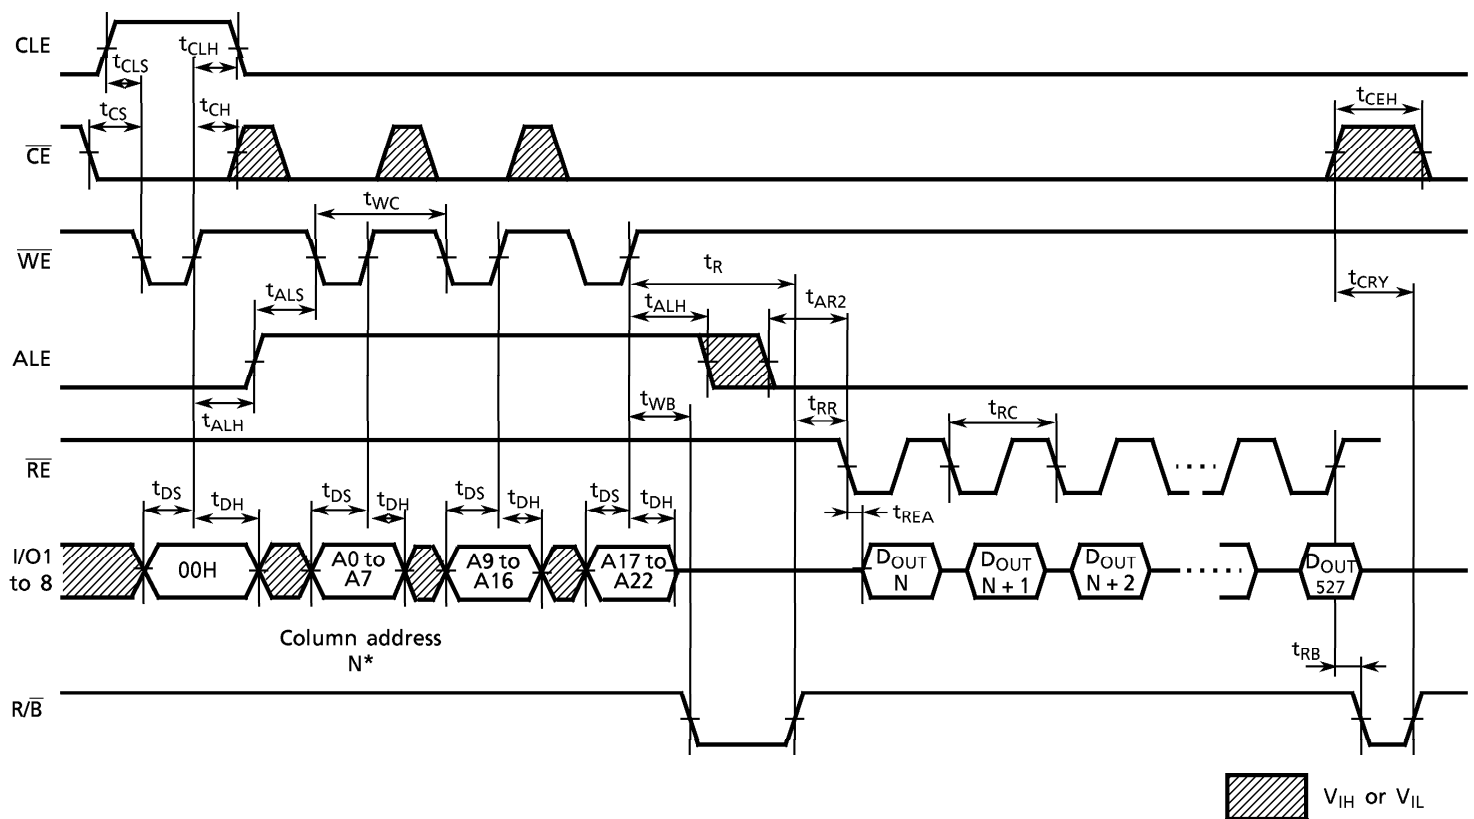 CLE
tCLS
tCLH
tCS
tCH
tCEH
CE
tWC
WE
tALS
tR
tALH
tAR2
tCRY
ALE
tALH
tWB
tRR
tRC
RE
tDS
tDH
tDS
tDH
tDS
tDH
tDS
tDH
tREA
I/O1
to 8
00H
A0 to
A7
A9 to
A16
A17 to
A22
DOUT
N
DOUT
N + 1
DOUT
N + 2
DOUT
527
Column address
N*
tRB
R/B
VIH or VIL